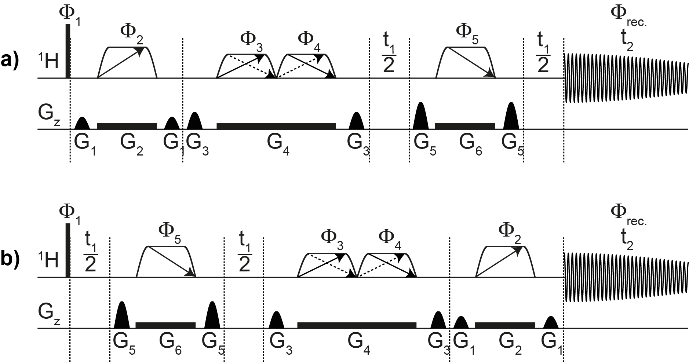 Φ1 Φ2 Φ3 Φ4 t1/2 Φ5 t1/2 Φrec.
t2
a) ¹H
Gz
G1 G2 G1 G3 G4 G3 G5 G6 G5
Φ1 t1/2 Φ5 t1/2 Φ3 Φ4 Φ2 Φrec.
t2
b) ¹H
Gz
G5 G6 G5 G3 G4 G3 G1 G2 G1